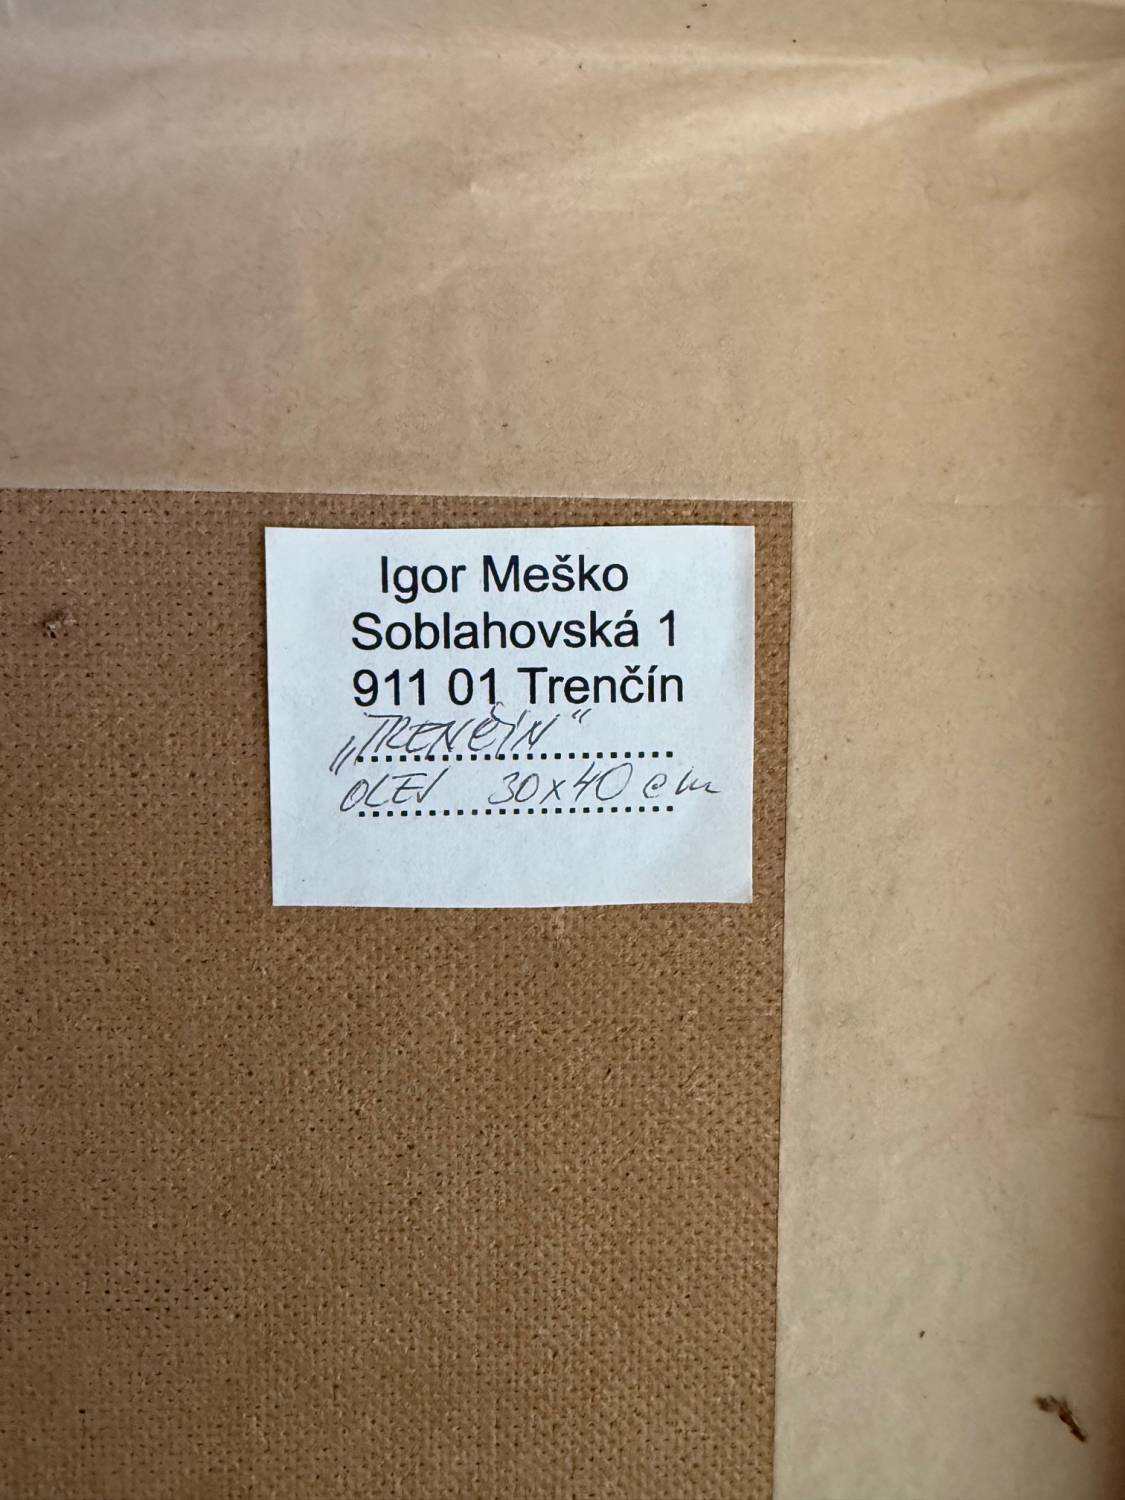 Igor Meško
Soblahovská 1
911 01 Trenčín
„TRENČÍN“
OLEJ 30x40 cm